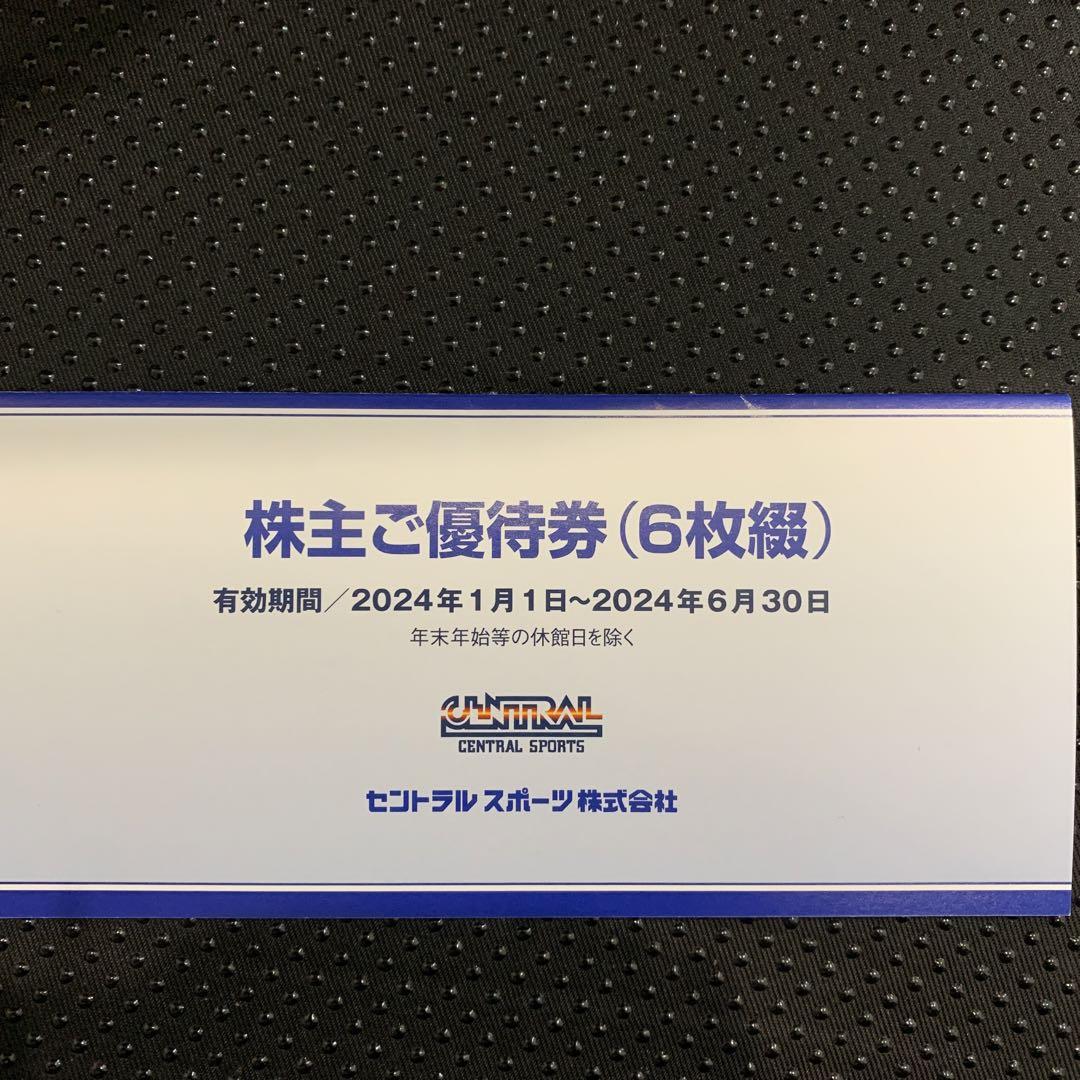 株主ご優待券(6枚綴)
有効期間/2024年1月1日~2024年6月30日
年末年始等の休館日を除く
CENTRAL
CENTRAL SPORTS
セントラルスポーツ株式会社